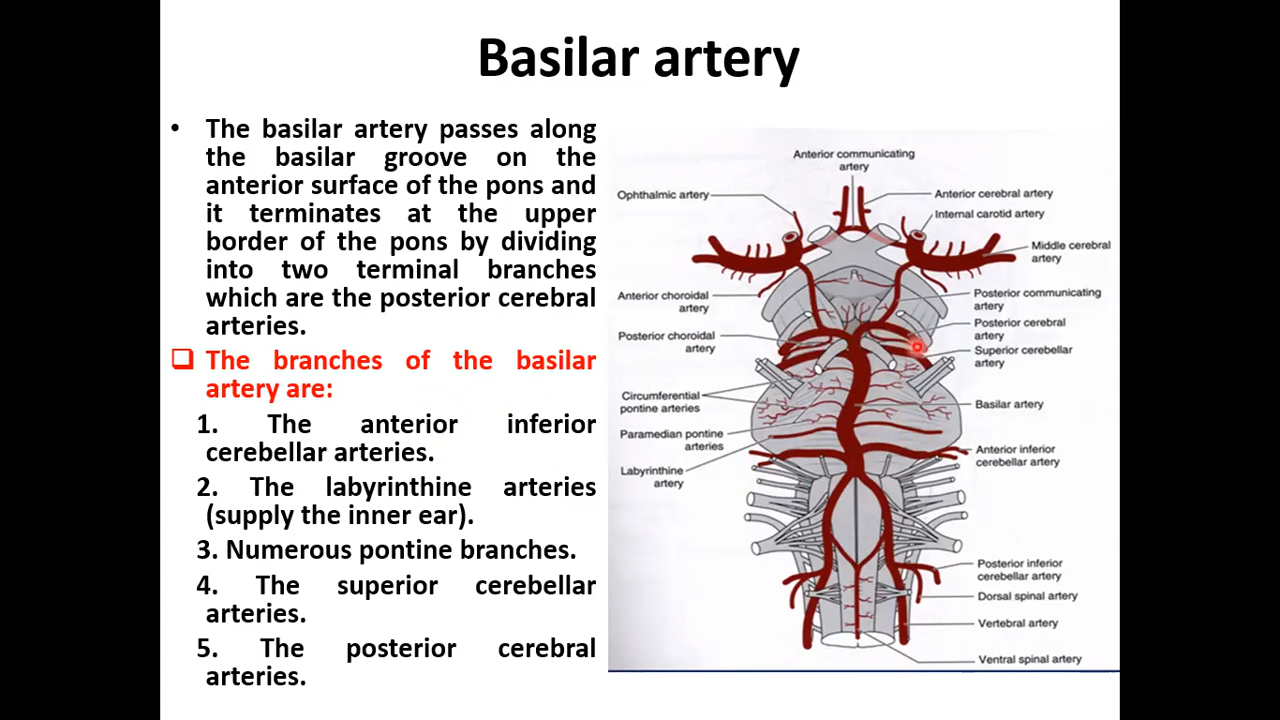 Basilar artery
• The basilar artery passes along
the basilar groove on the
anterior surface of the pons and
it terminates at the upper
border of the pons by dividing
into two terminal branches
which are the posterior cerebral
arteries.
❑ The branches of the basilar
artery are:
1. The anterior inferior
cerebellar arteries.
2. The labyrinthine arteries
(supply the inner ear).
3. Numerous pontine branches.
4. The superior cerebellar
arteries.
5. The posterior cerebral
arteries.
Anterior communicating
artery
Ophthalmic artery
Anterior choroidal
artery
Posterior choroidal
artery
Circumferential
pontine arteries
Paramedian pontine
arteries
Labyrinthine
artery
Anterior cerebral artery
Internal carotid artery
Middle cerebral
artery
Posterior communicating
artery
Posterior cerebral
artery
Superior cerebellar
artery
Basilar artery
Anterior inferior
cerebellar artery
Posterior inferior
cerebellar artery
Dorsal spinal artery
Vertebral artery
Ventral spinal artery